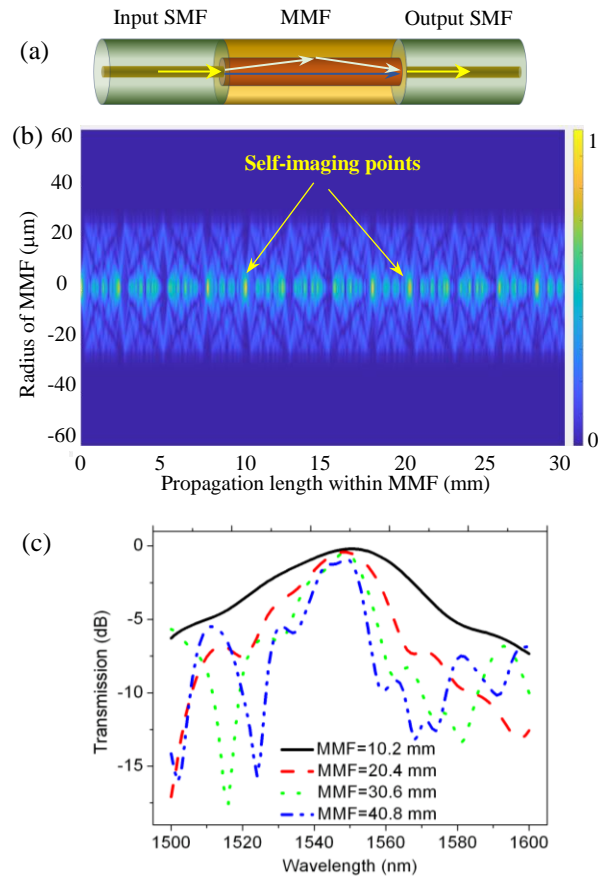 Input SMF MMF Output SMF
(a)
(b)
60
40
20
0
-20
-40
-60
Radius of MMF (μm)
Self-imaging points
1
0
0 5 10 15 20 25 30
Propagation length within MMF (mm)
(c)
0
-5
-10
-15
Transmission (dB)
MMF=10.2 mm
MMF=20.4 mm
MMF=30.6 mm
MMF=40.8 mm
1500 1520 1540 1560 1580 1600
Wavelength (nm)